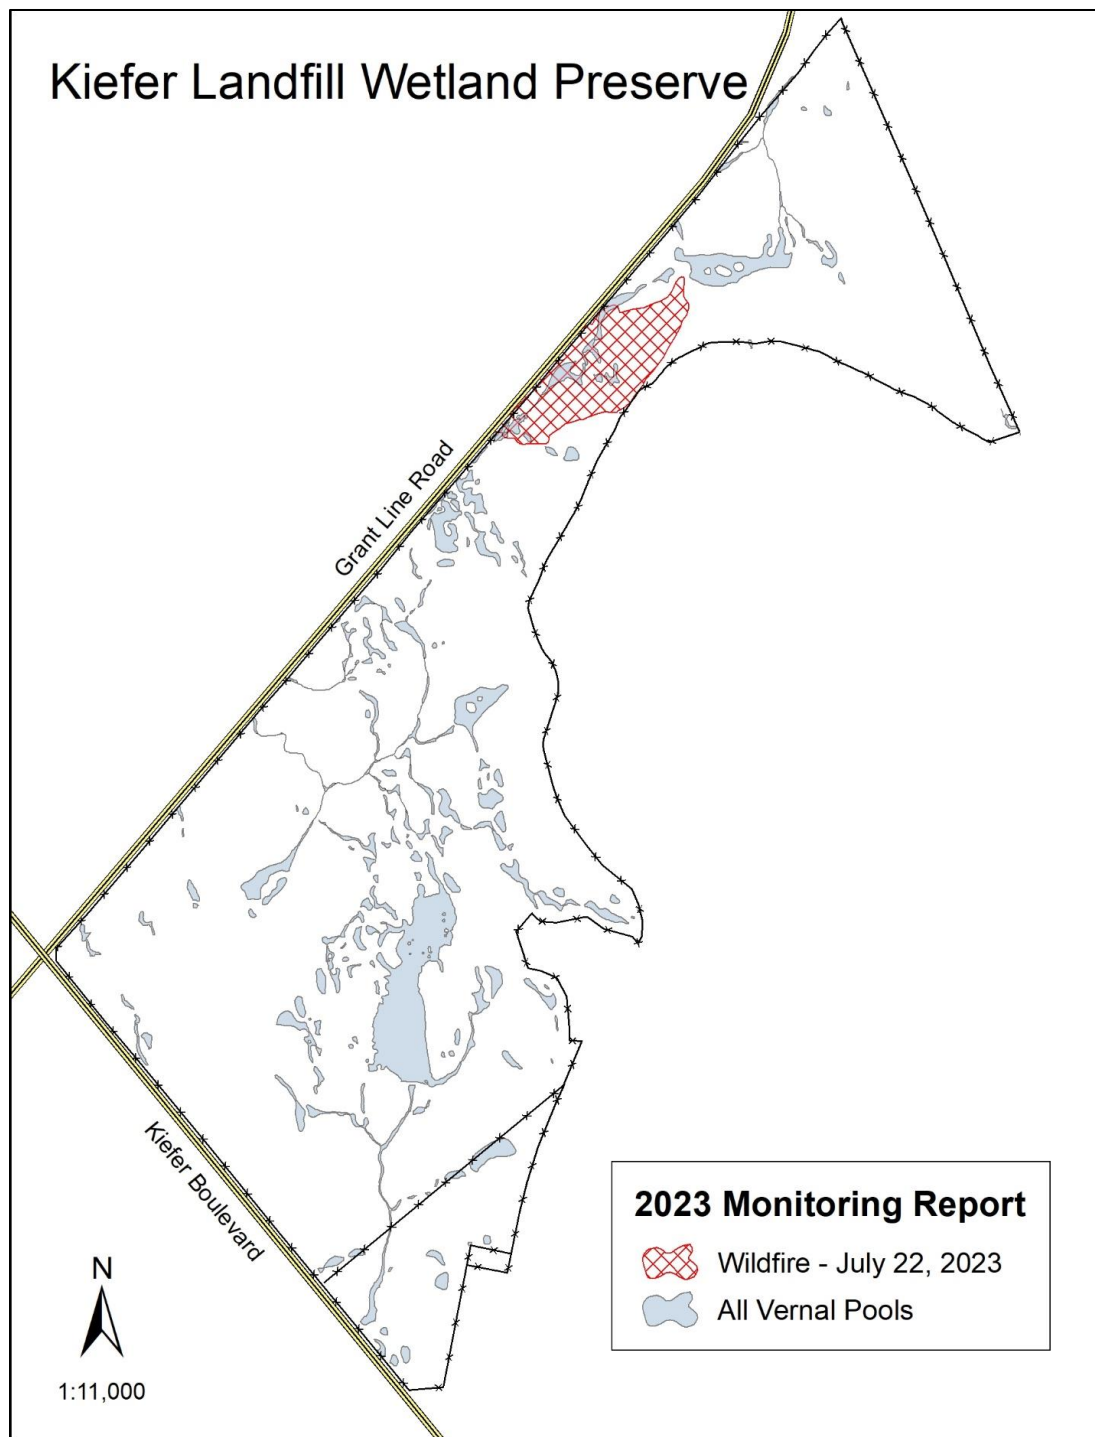 Kiefer Landfill Wetland Preserve
Grant Line Road
Kiefer Boulevard
N
1:11,000
2023 Monitoring Report
Wildfire - July 22, 2023
All Vernal Pools